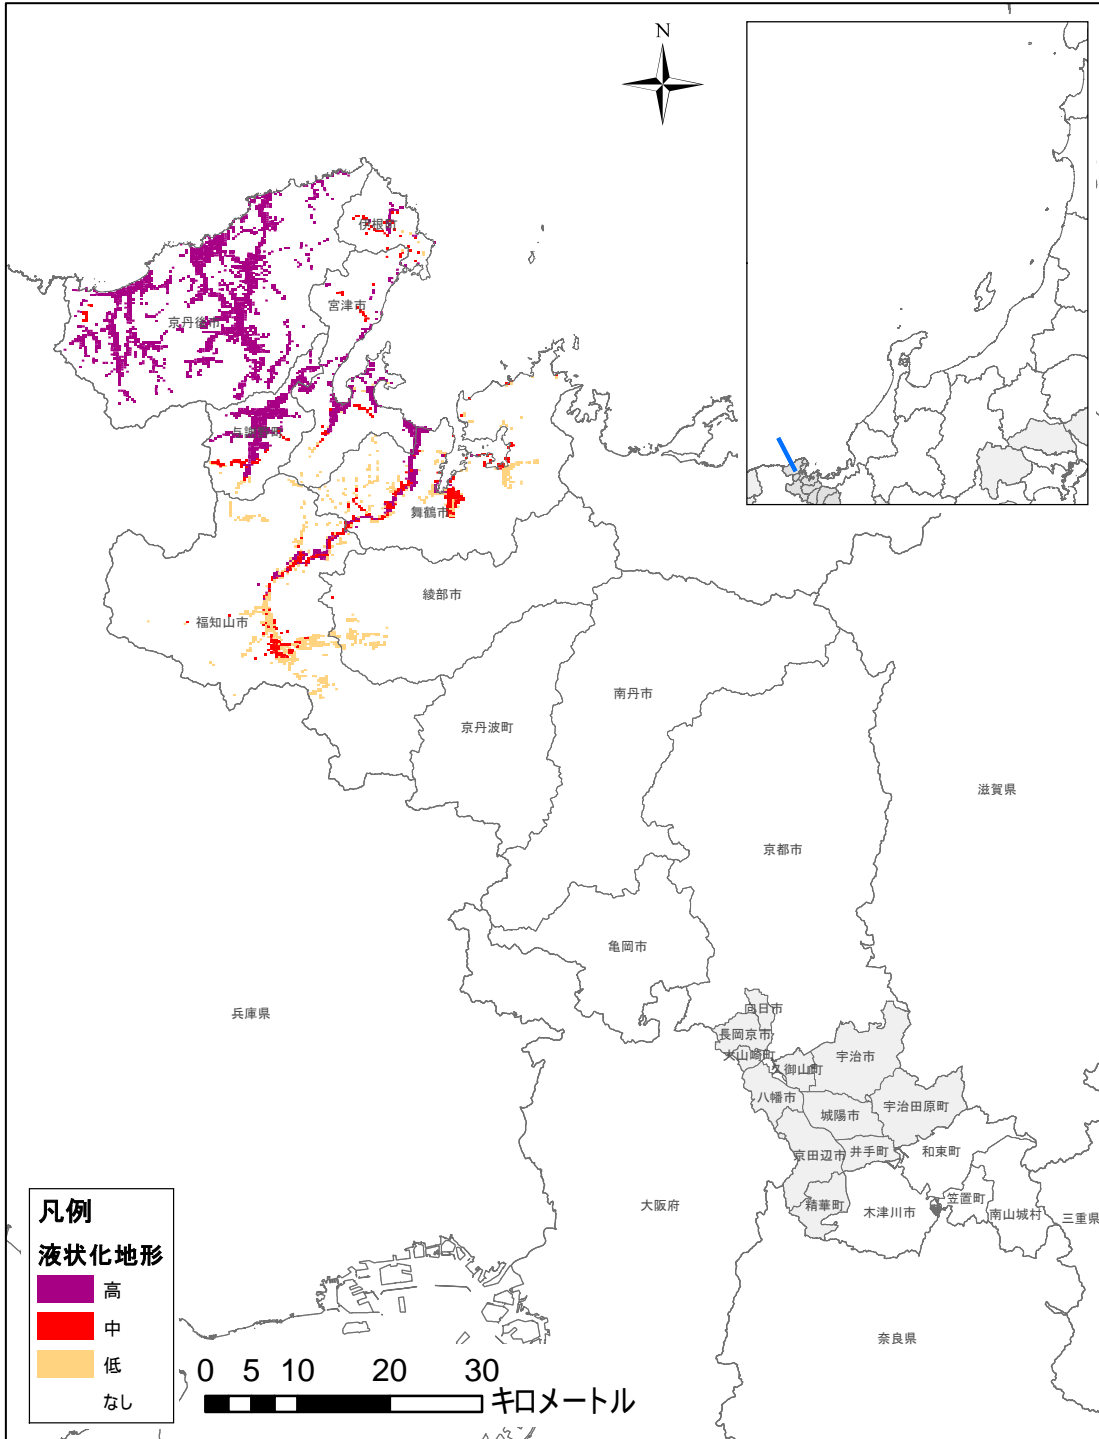 N
伊根町
宮津市
京丹後市
与謝野町
舞鶴市
綾部市
福知山市
南丹市
京丹波町
滋賀県
京都市
亀岡市
兵庫県
向日市
長岡京市
大山崎町
久御山町
宇治市
八幡市
城陽市
宇治田原町
京田辺市
井手町
和束町
精華町
木津川市
笠置町
南山城村
三重県
大阪府
奈良県
凡例
液状化地形
高
中
低
なし
0 5 10 20 30
キロメートル